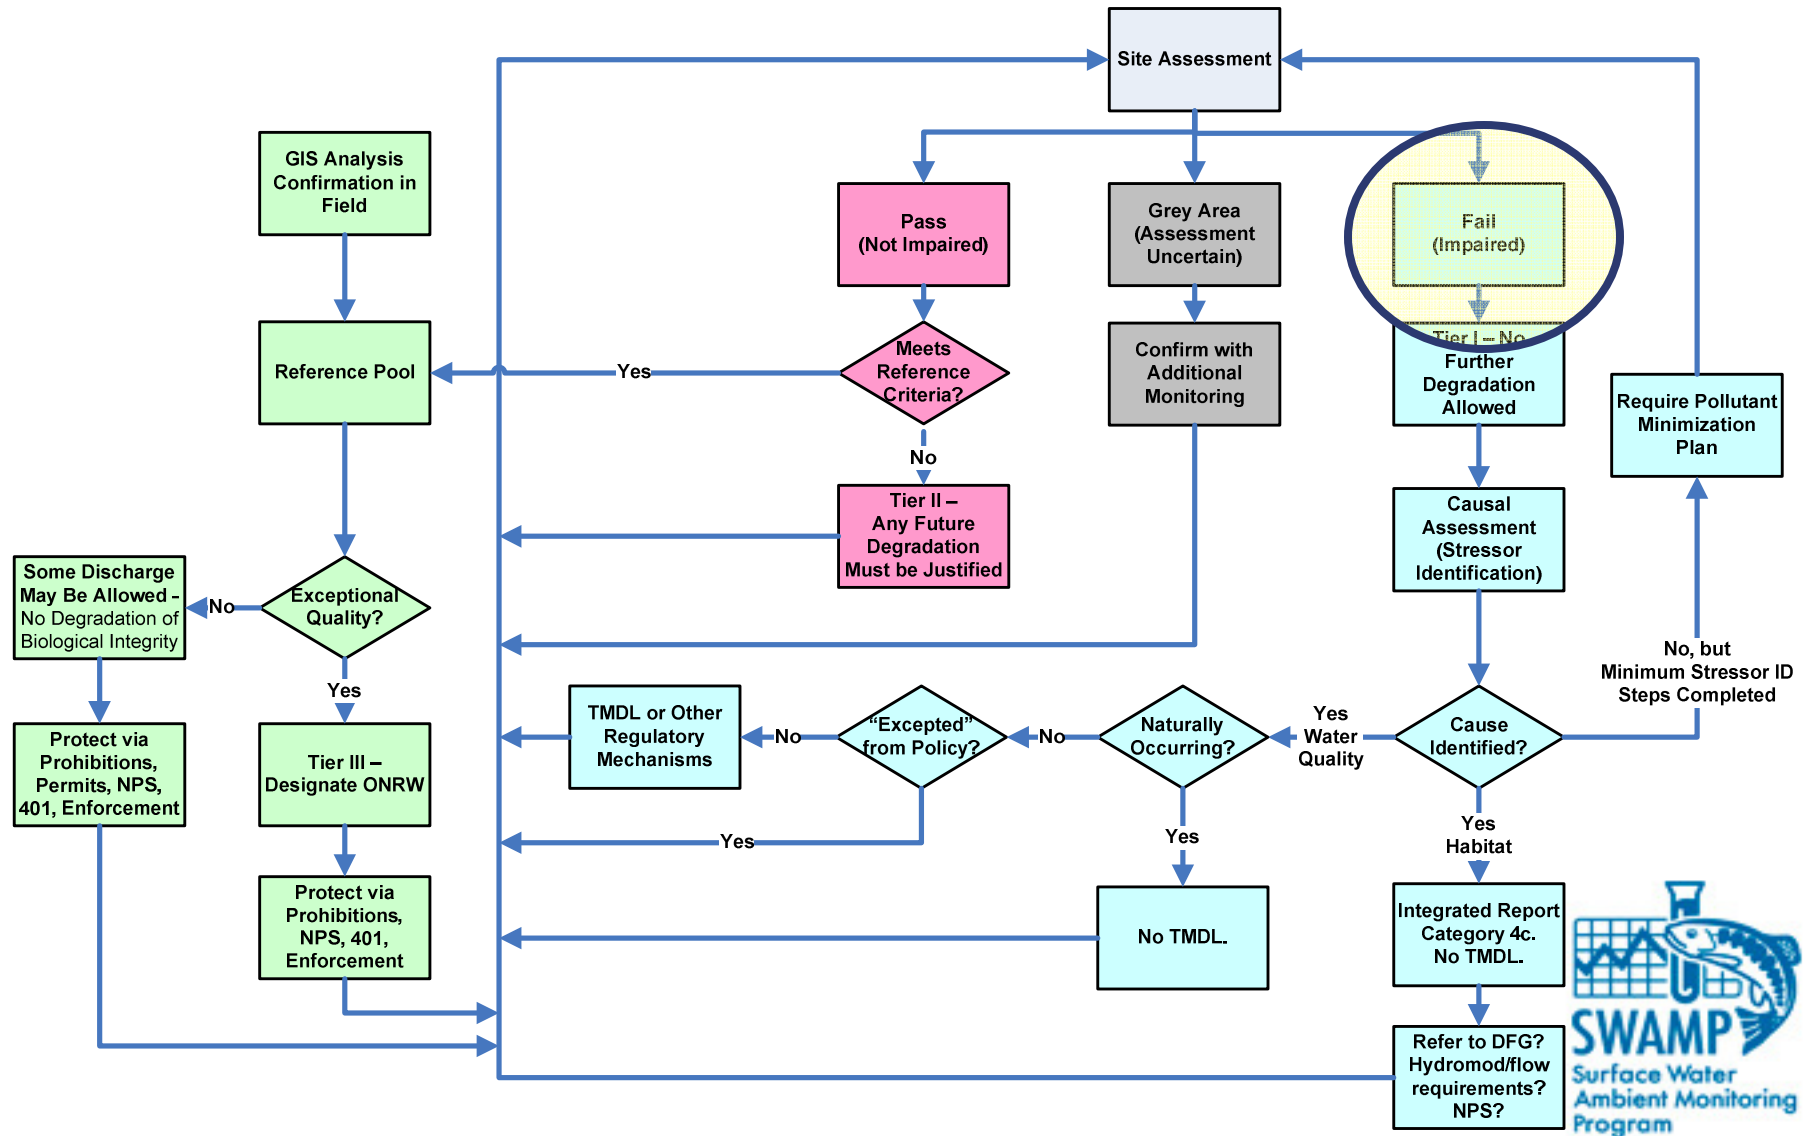 Site Assessment
GIS Analysis
Confirmation in
Field
Pass
(Not Impaired)
Grey Area
(Assessment
Uncertain)
Fail
(Impaired)
Reference Pool
Yes
Meets
Reference
Criteria?
Confirm with
Additional
Monitoring
Tier I – No
Further
Degradation
Allowed
Require Pollutant
Minimization
Plan
No
Tier II –
Any Future
Degradation
Must be Justified
Causal
Assessment
(Stressor
Identification)
Some Discharge
May Be Allowed -
No Degradation of
Biological Integrity
No
Exceptional
Quality?
Yes
No, but
Minimum Stressor ID
Steps Completed
Protect via
Prohibitions,
Permits, NPS,
401, Enforcement
Tier III –
Designate ONRW
TMDL or Other
Regulatory
Mechanisms
No
“Excepted”
from Policy?
No
Naturally
Occurring?
Yes
Water
Quality
Cause
Identified?
Yes
Yes
Yes
Habitat
Protect via
Prohibitions,
NPS, 401,
Enforcement
No TMDL.
Integrated Report
Category 4c.
No TMDL.
Refer to DFG?
Hydromod/flow
requirements?
NPS?
SWAMP
Surface Water
Ambient Monitoring
Program